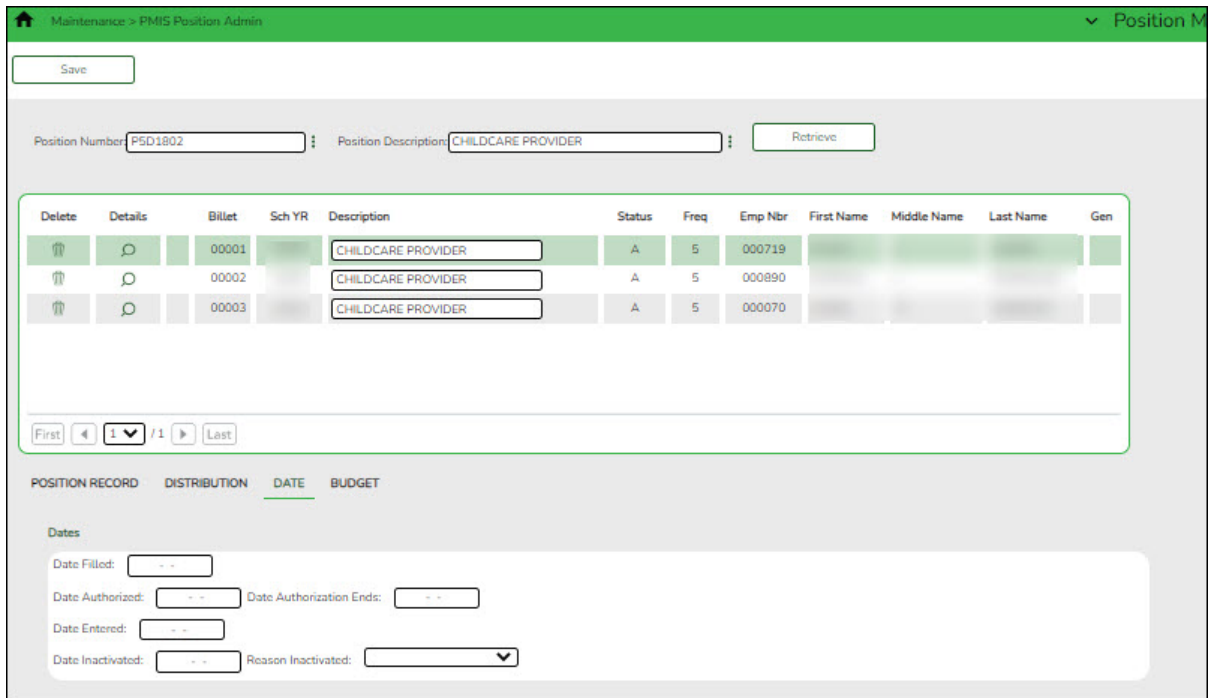 Maintenance > PMIS Position Admin Position M
Save
Position Number: P5D1802 Position Description: CHILDCARE PROVIDER Retrieve
Delete Details Billet Sch YR Description Status Freq Emp Nbr First Name Middle Name Last Name Gen
00001 CHILDCARE PROVIDER A 5 000719
00002 CHILDCARE PROVIDER A 5 000890
00003 CHILDCARE PROVIDER A 5 000070
First 1 / 1 Last
POSITION RECORD DISTRIBUTION DATE BUDGET
Dates
Date Filled: - -
Date Authorized: - - Date Authorization Ends: - -
Date Entered: - -
Date Inactivated: - - Reason Inactivated: